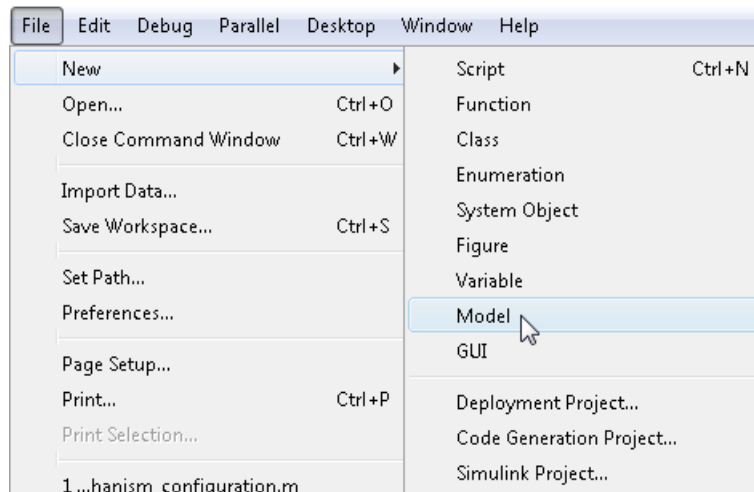 File Edit Debug Parallel Desktop Window Help
New
Open... Ctrl+O
Close Command Window Ctrl+W
Import Data...
Save Workspace... Ctrl+S
Set Path...
Preferences...
Page Setup...
Print... Ctrl+P
Print Selection...
1 ...hanism_configuration.m
Script Ctrl+N
Function
Class
Enumeration
System Object
Figure
Variable
Model
GUI
Deployment Project...
Code Generation Project...
Simulink Project...